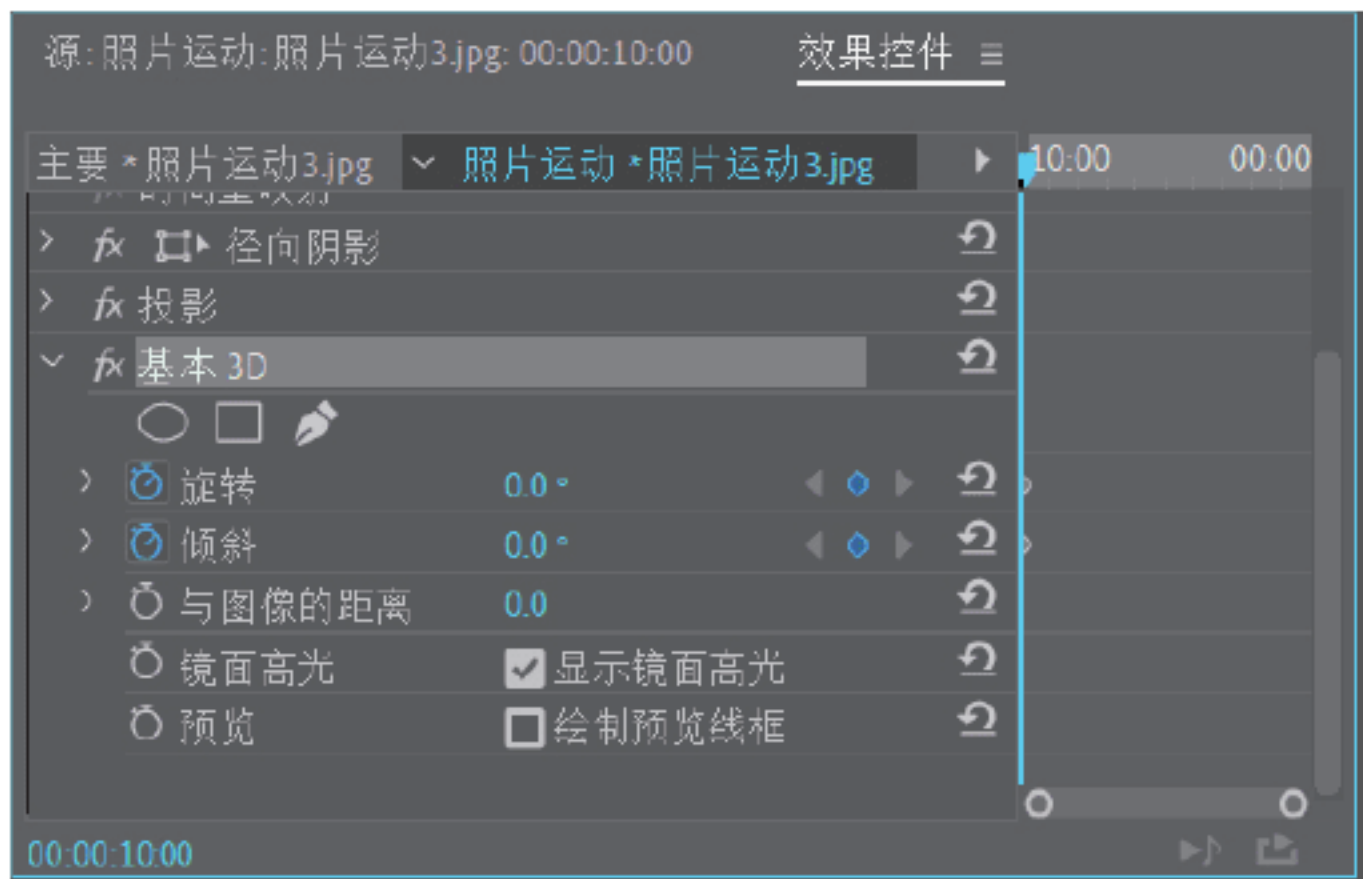 源:照片运动:照片运动3.jpg: 00:00:10:00 效果控件
主要 * 照片运动3.jpg 照片运动 * 照片运动3.jpg 10:00 00:00
fx 径向阴影
fx 投影
fx 基本 3D
旋转 0.0 °
倾斜 0.0 °
与图像的距离 0.0
镜面高光 显示镜面高光
预览 绘制预览线框
00:00:10:00